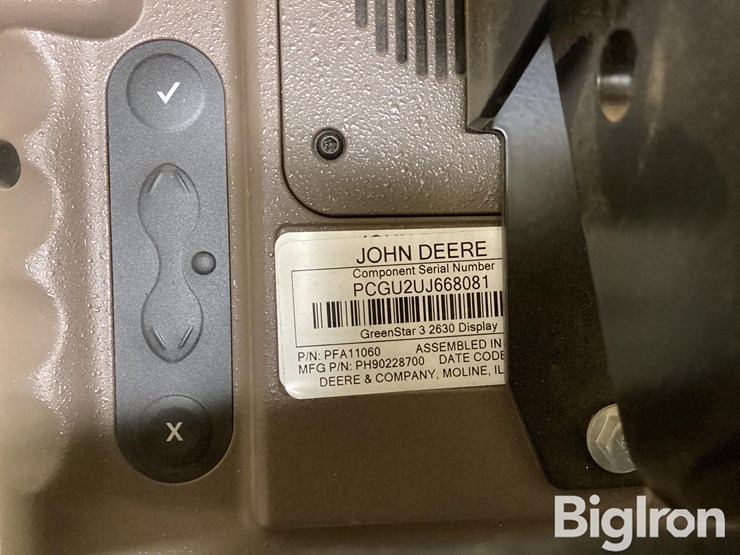 JOHN DEERE
Component Serial Number
PCGU2UJ668081
GreenStar 3 2630 Display
P/N: PFA11060 ASSEMBLED IN
MFG P/N: PH90228700 DATE CODE
DEERE & COMPANY, MOLINE, IL
X
BigIron